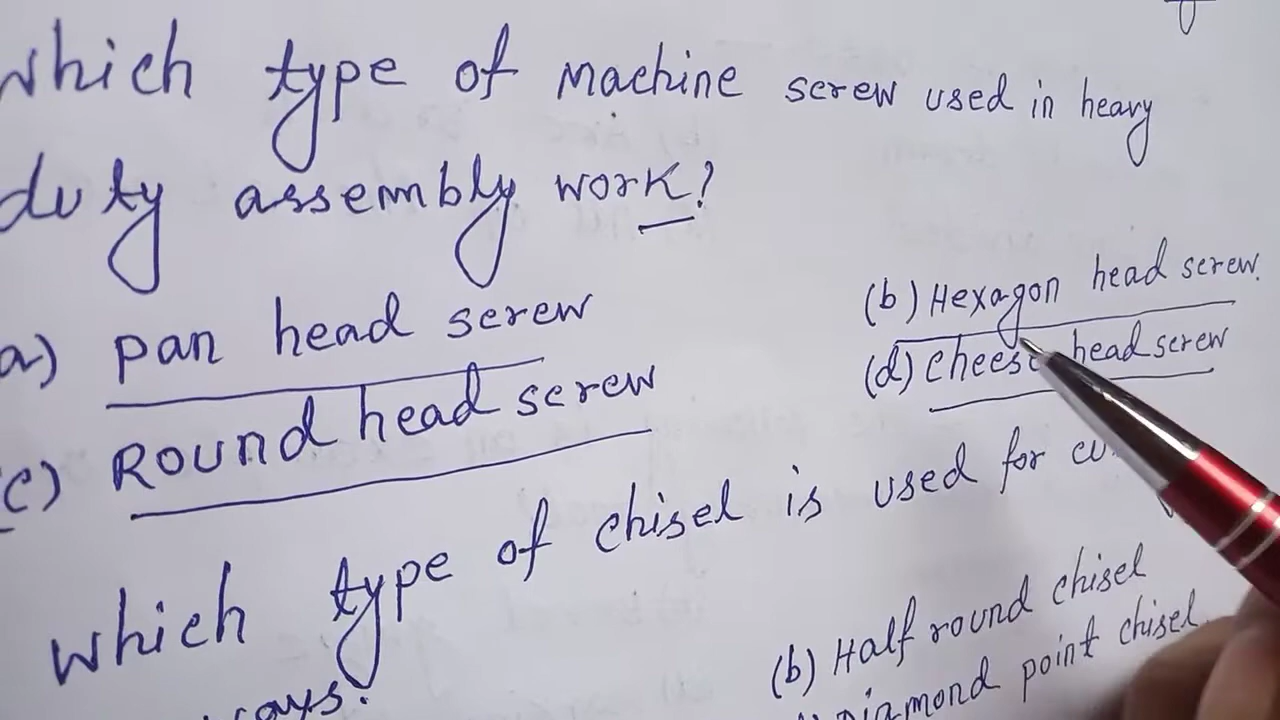 Which type of Machine screw used in heavy
duty assembly work?
a) Pan head screw (b) Hexagon head screw.
(c) Round head screw (d) Cheese head screw
Which type of chisel is used for
(b) Half round chisel
Diamond point chisel